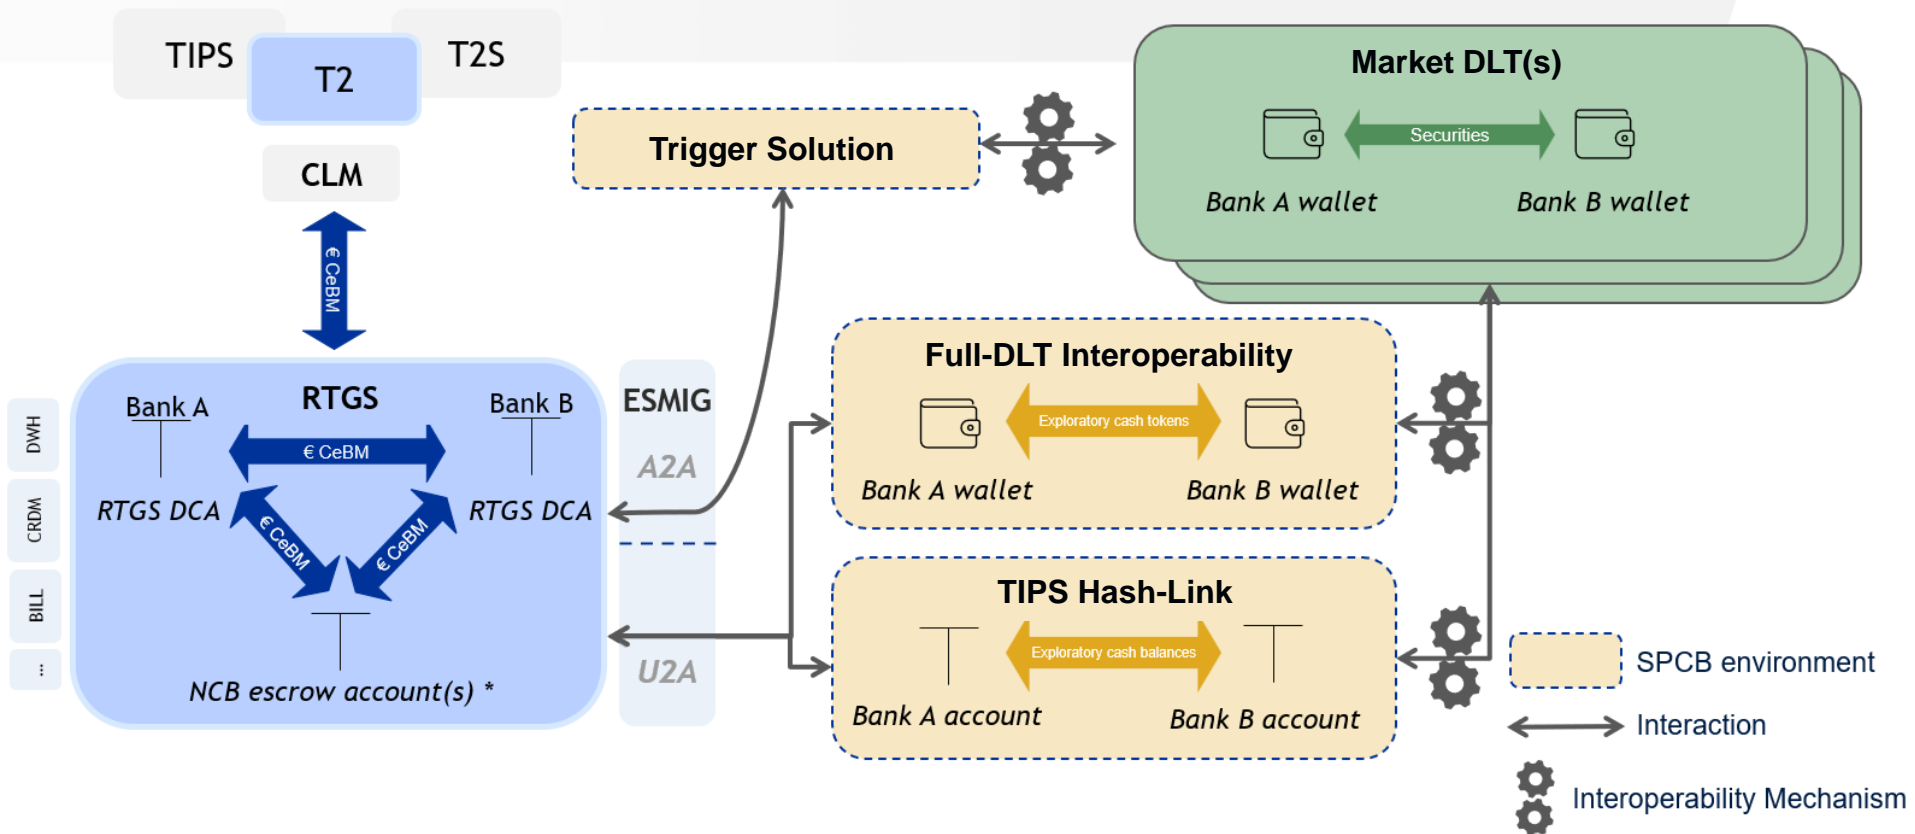 TIPS
T2
T2S
CLM
€ CeBM
RTGS
Bank A
Bank B
€ CeBM
RTGS DCA
RTGS DCA
€ CeBM
€ CeBM
NCB escrow account(s) *
DWH
CRDM
BILL
...
ESMIG
A2A
U2A
Trigger Solution
Market DLT(s)
Securities
Bank A wallet
Bank B wallet
Full-DLT Interoperability
Exploratory cash tokens
Bank A wallet
Bank B wallet
TIPS Hash-Link
Exploratory cash balances
Bank A account
Bank B account
SPCB environment
Interaction
Interoperability Mechanism